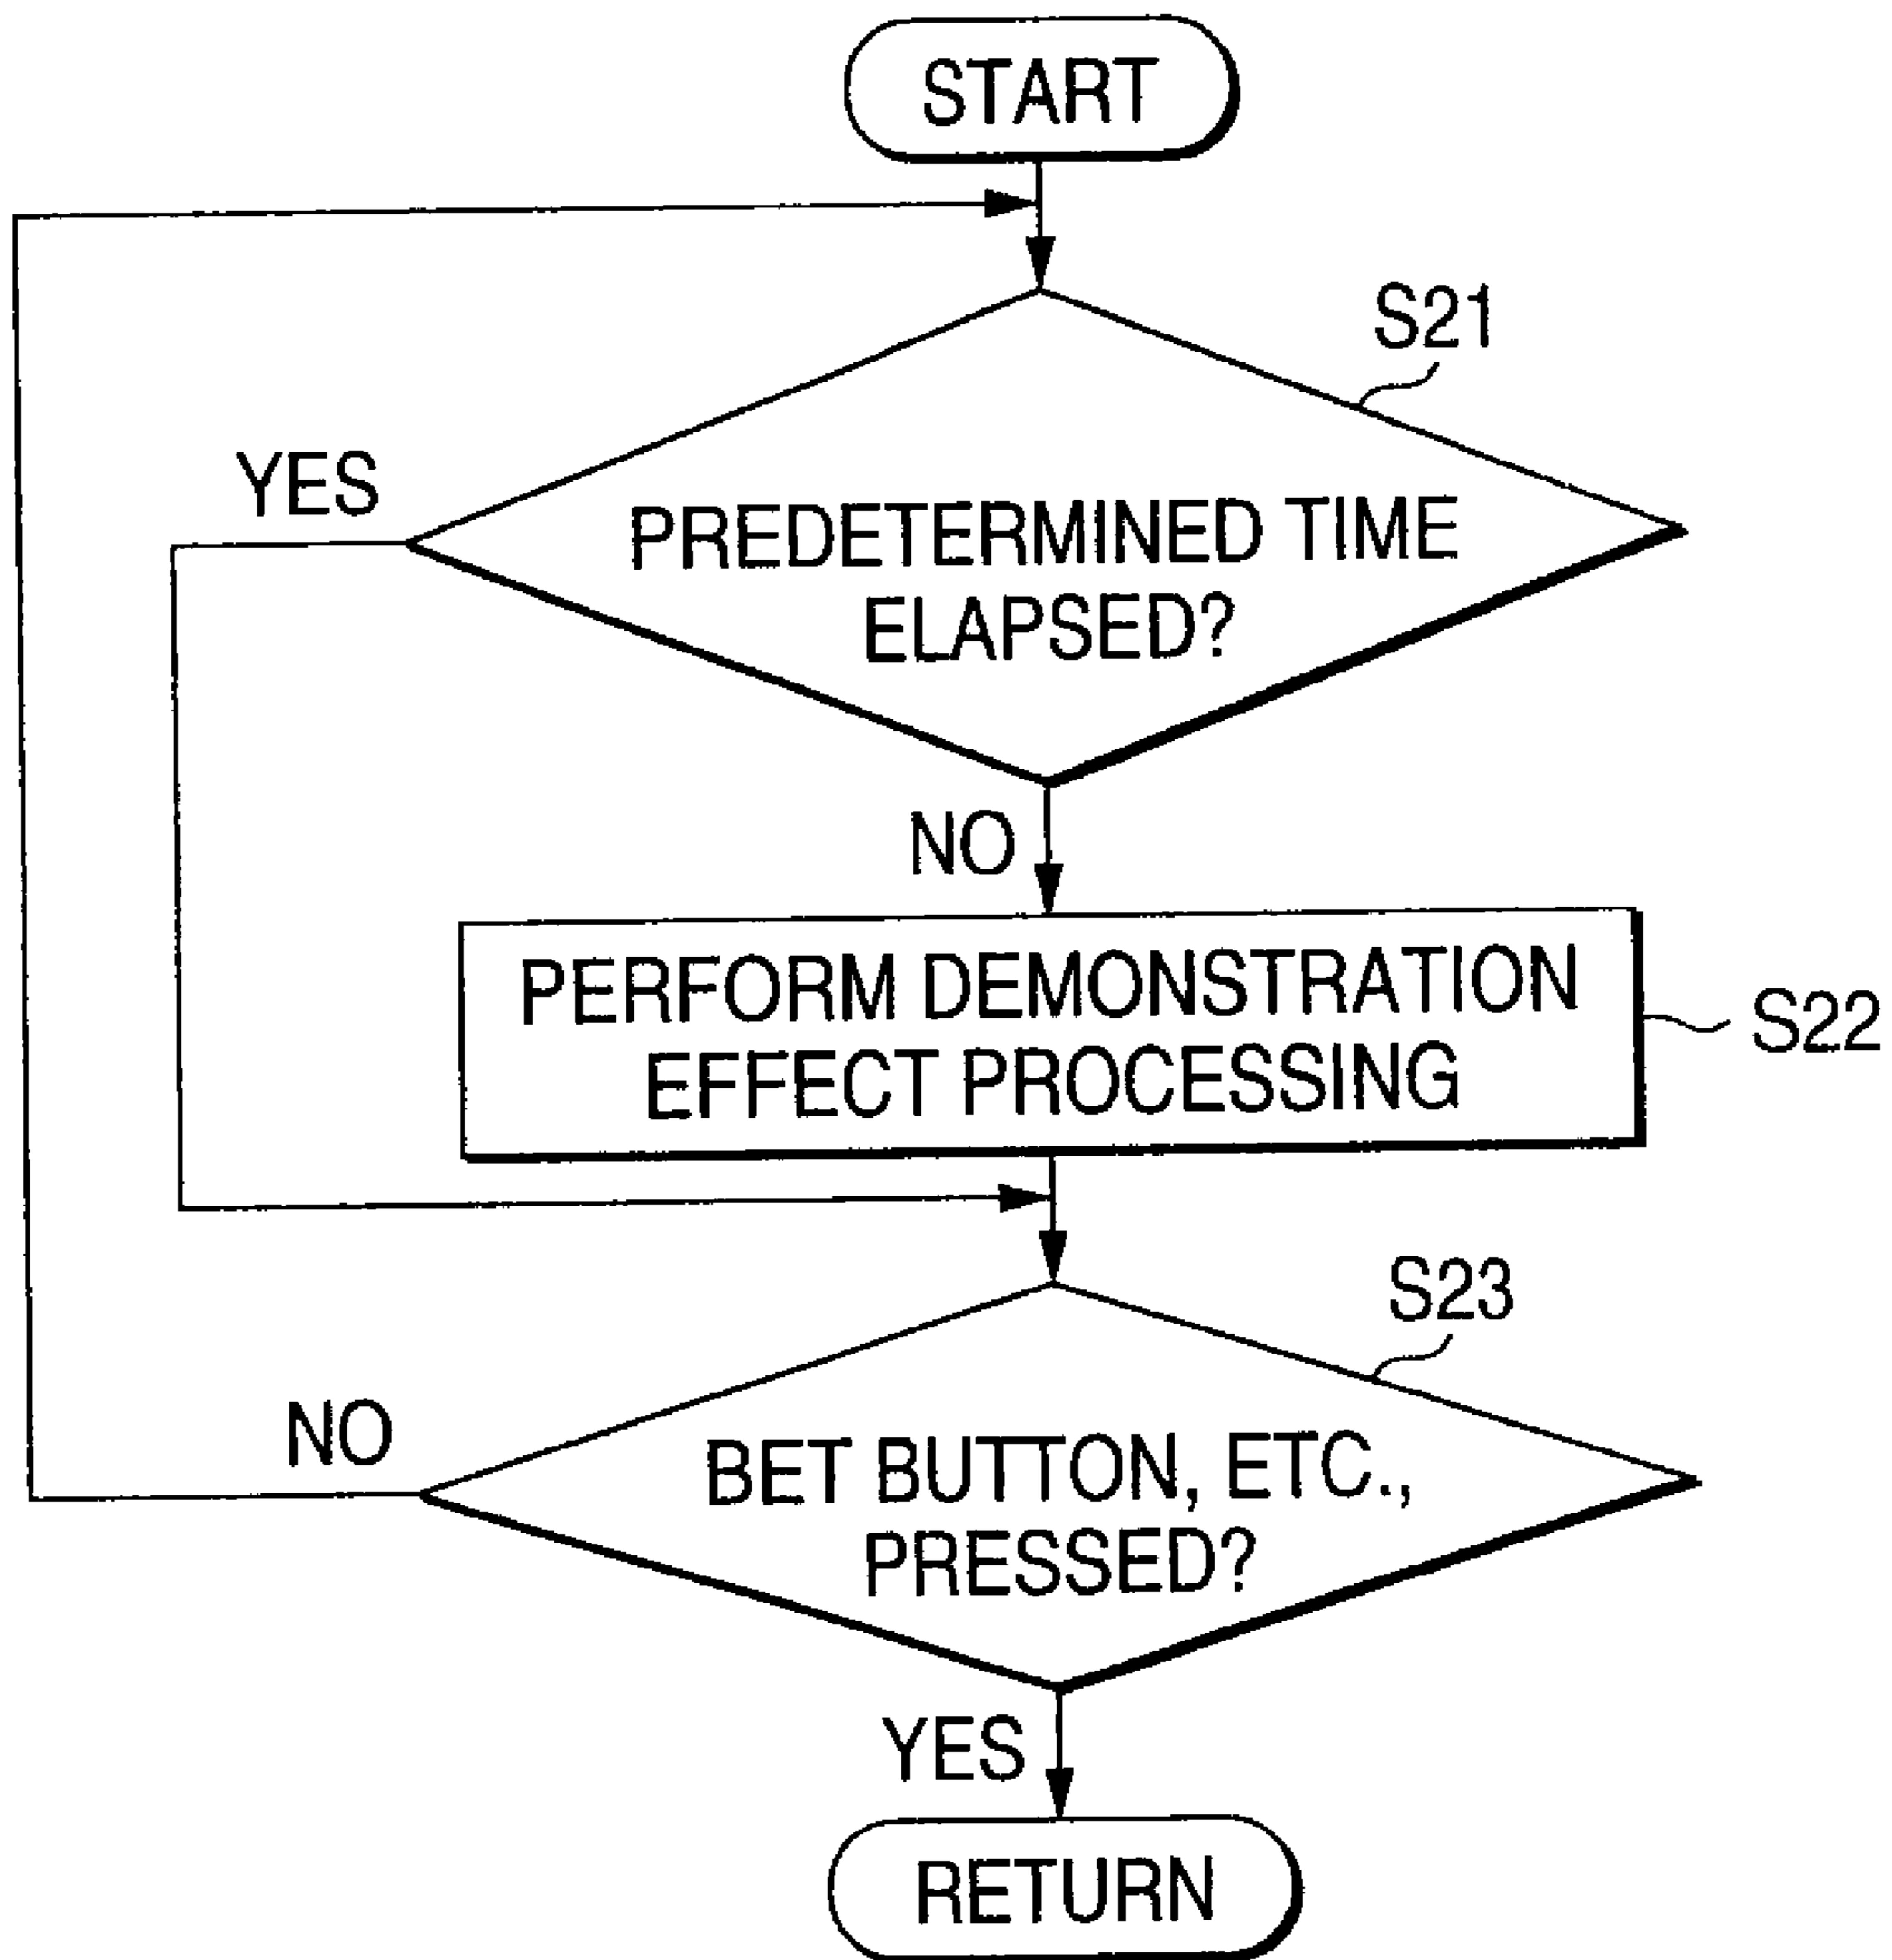 START
S21
YES
PREDETERMINED TIME
ELAPSED?
NO
PERFORM DEMONSTRATION
EFFECT PROCESSING
S22
S23
NO
BET BUTTON, ETC.,
PRESSED?
YES
RETURN